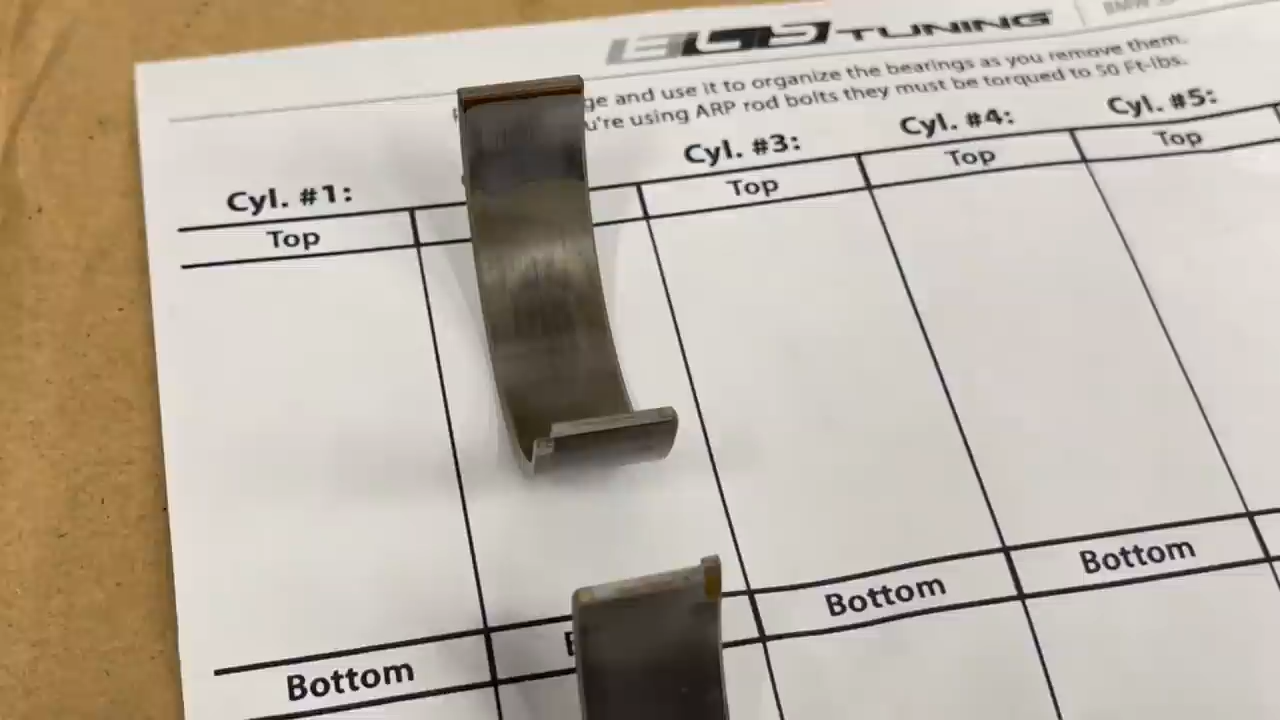 ECS TUNING BMW
ge and use it to organize the bearings as you remove them.
u're using ARP rod bolts they must be torqued to 50 Ft-lbs.
Cyl. #1: Cyl. #3: Cyl. #4: Cyl. #5:
Top Top Top Top
Bottom Bottom Bottom